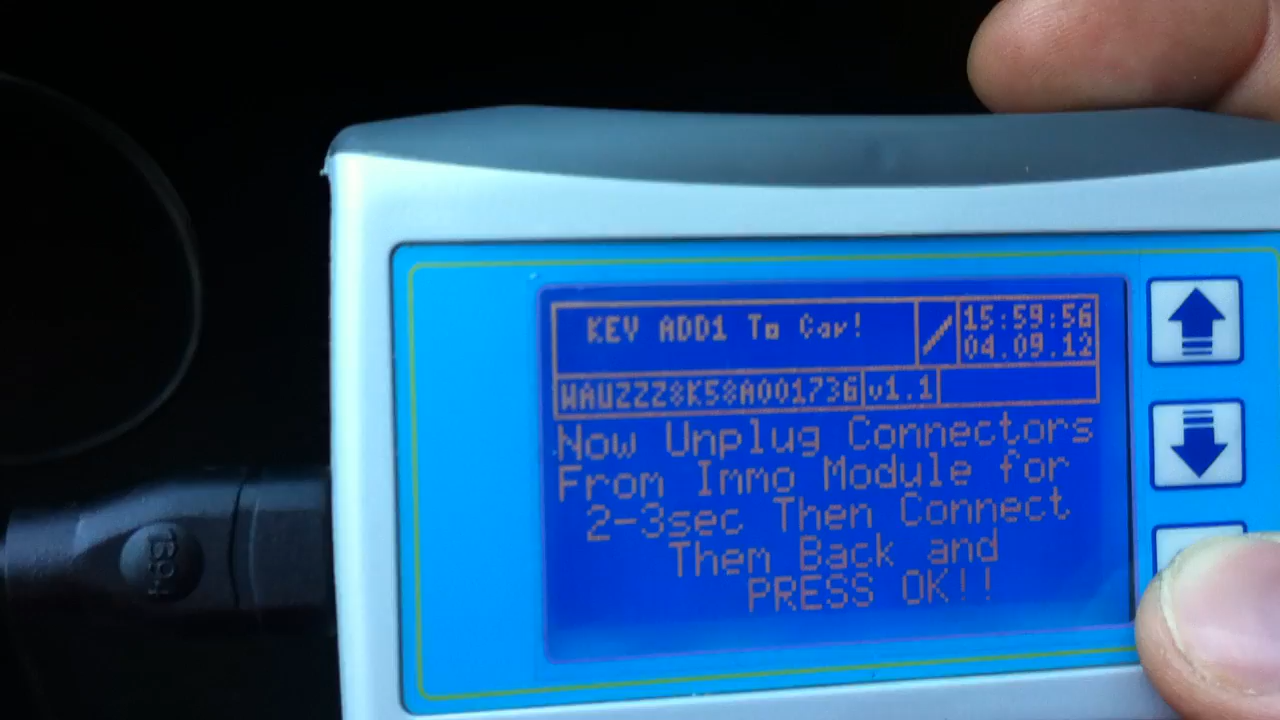 KEY ADD1 To Car!
15:59:56
04.09.12
WAUZZZ8K58A001736 v1.1
Now Unplug Connectors
From Immo Module for
2-3sec Then Connect
Them Back and
PRESS OK!!